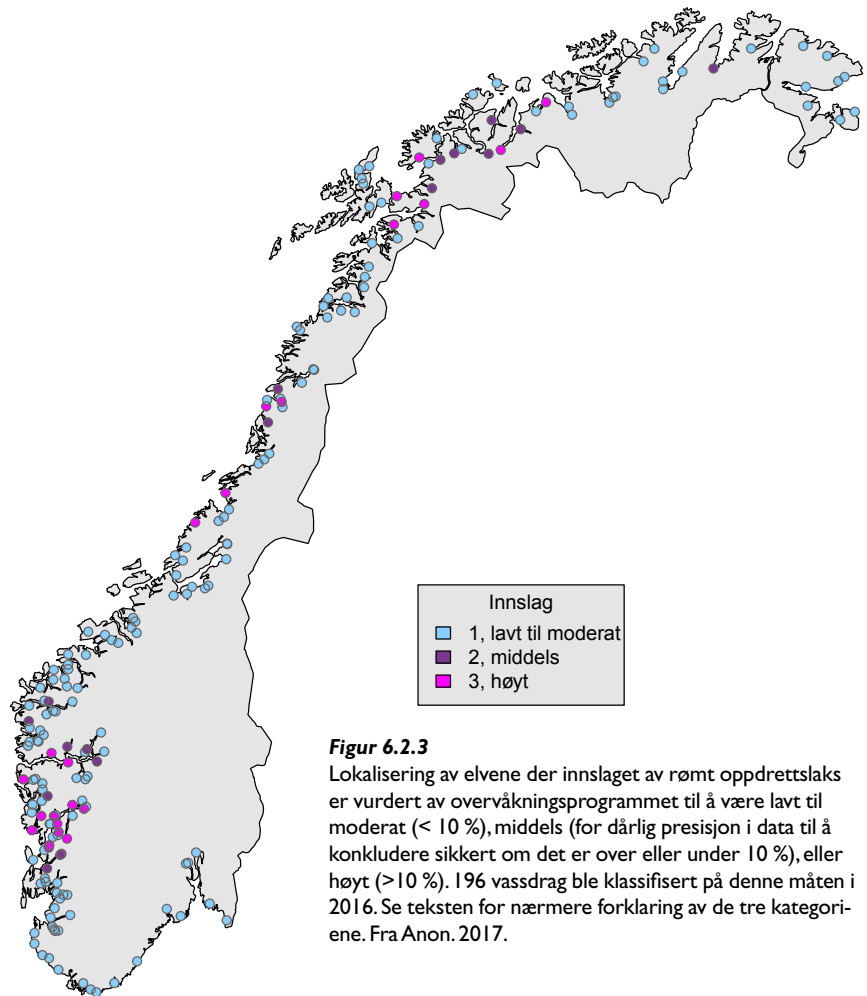 Innslag
1, lavt til moderat
2, middels
3, høyt
Figur 6.2.3
Lokalisering av elvene der innslaget av rømt oppdrettslaks
er vurdert av overvåkningsprogrammet til å være lavt til
moderat (< 10 %), middels (for dårlig presisjon i data til å
konkludere sikkert om det er over eller under 10 %), eller
høyt (>10 %). 196 vassdrag ble klassifisert på denne måten i
2016. Se teksten for nærmere forklaring av de tre kategori-
ene. Fra Anon. 2017.